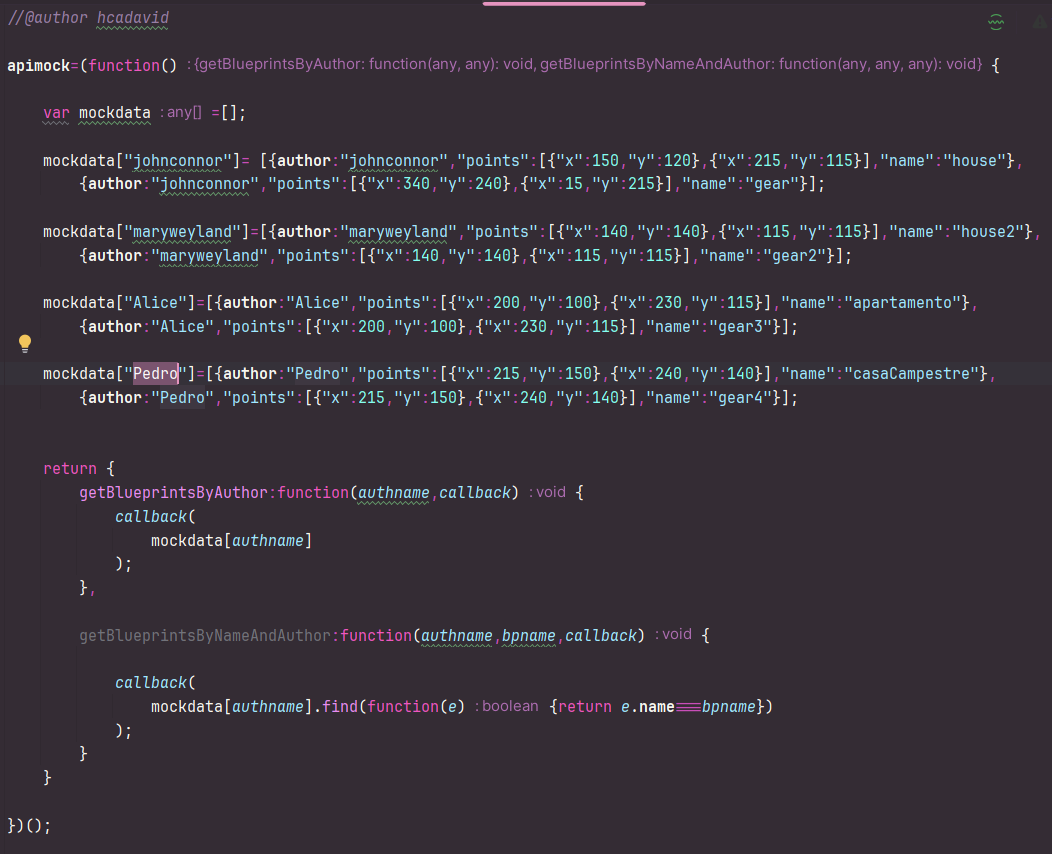 //@author hcadavid
apimock=(function() : {getBlueprintsByAuthor: function(any, any): void, getBlueprintsByNameAndAuthor: function(any, any, any): void} {
var mockdata : any[] =[];
mockdata["johnconnor"]= [{author:"johnconnor","points":[{"x":150,"y":120},{"x":215,"y":115}],"name":"house"},
{author:"johnconnor","points":[{"x":340,"y":240},{"x":15,"y":215}],"name":"gear"}];
mockdata["maryweyland"]=[{author:"maryweyland","points":[{"x":140,"y":140},{"x":115,"y":115}],"name":"house2"},
{author:"maryweyland","points":[{"x":140,"y":140},{"x":115,"y":115}],"name":"gear2"}];
mockdata["Alice"]=[{author:"Alice","points":[{"x":200,"y":100},{"x":230,"y":115}],"name":"apartamento"},
{author:"Alice","points":[{"x":200,"y":100},{"x":230,"y":115}],"name":"gear3"}];
mockdata["Pedro"]=[{author:"Pedro","points":[{"x":215,"y":150},{"x":240,"y":140}],"name":"casaCampestre"},
{author:"Pedro","points":[{"x":215,"y":150},{"x":240,"y":140}],"name":"gear4"}];
return {
getBlueprintsByAuthor:function(authname,callback) : void {
callback(
mockdata[authname]
);
},
getBlueprintsByNameAndAuthor:function(authname,bpname,callback) : void {
callback(
mockdata[authname].find(function(e) : boolean {return e.name===bpname})
);
}
}
})();